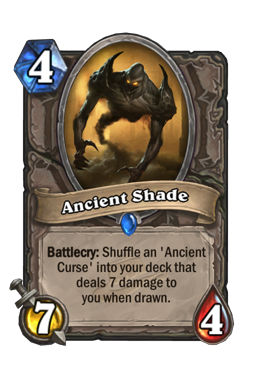 4
Ancient Shade
Battlecry: Shuffle an 'Ancient
Curse' into your deck that
deals 7 damage to
you when drawn.
7 4